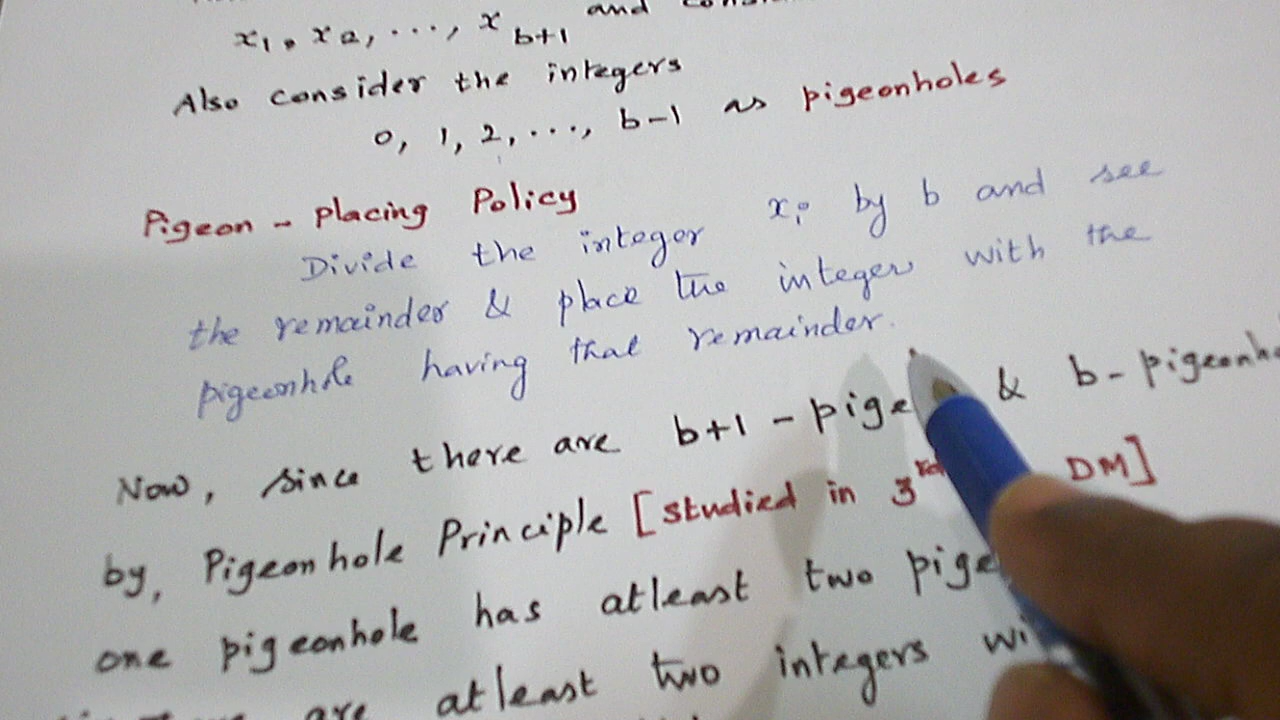 x₁, x₂, ..., x b+1 and
Also consider the integers
0, 1, 2, ..., b-1 as pigeonholes
Pigeon - placing Policy
Divide the integer xᵢ by b and see
the remainder & place the integer with the
pigeonhole having that remainder.
Now, since there are b+1 - pige & b- pigeonho
by, Pigeonhole Principle [studied in 3rd DM]
one pigeonhole has atleast two pige
are atleast two integers wi